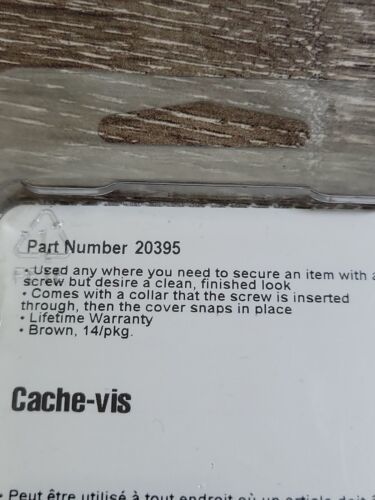 Part Number 20395
• Used any where you need to secure an item with a
screw but desire a clean, finished look
• Comes with a collar that the screw is inserted
through, then the cover snaps in place
• Lifetime Warranty
• Brown, 14/pkg.
Cache-vis
• Peut être utilisé à tout endroit où un article doit